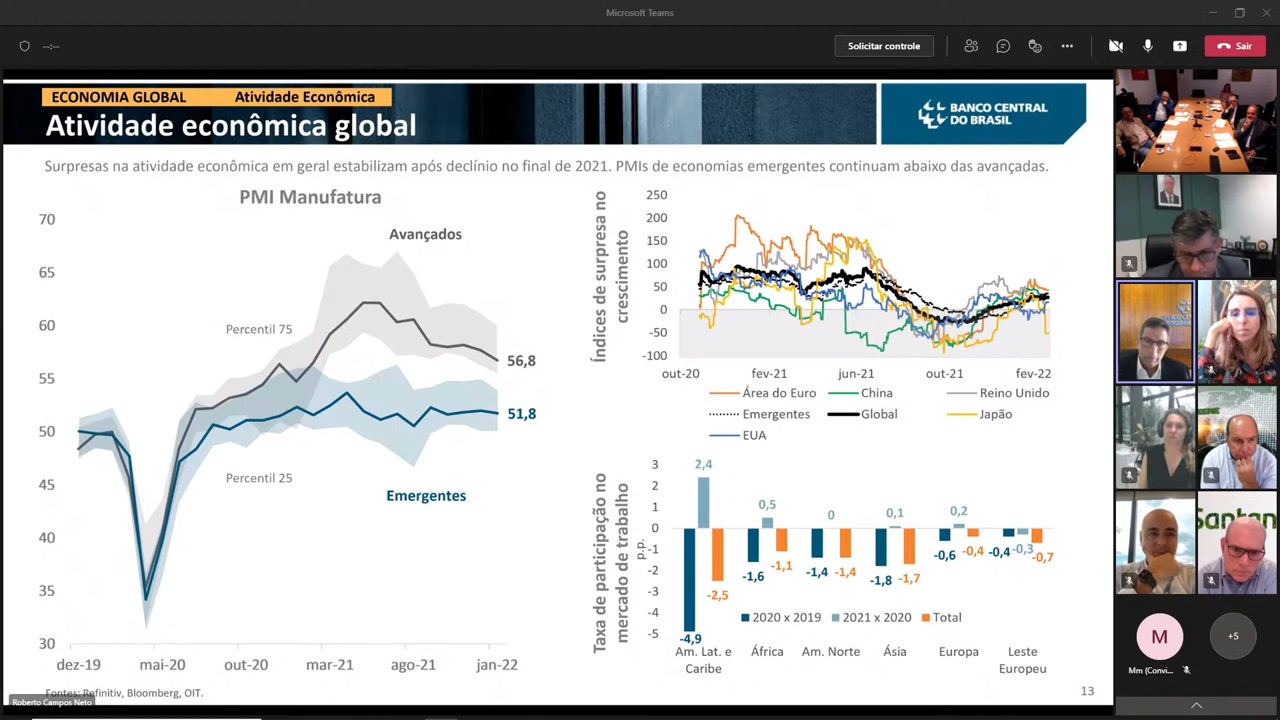 Microsoft Teams
--:--
Solicitar controle
Sair
ECONOMIA GLOBAL Atividade Econômica
Atividade econômica global
BANCO CENTRAL
DO BRASIL
Surpresas na atividade econômica em geral estabilizam após declínio no final de 2021. PMIs de economias emergentes continuam abaixo das avançadas.
PMI Manufatura
70
65
60
55
50
45
40
35
30
Avançados
Percentil 75
56,8
51,8
Percentil 25
Emergentes
dez-19 mai-20 out-20 mar-21 ago-21 jan-22
Índices de surpresa no
crescimento
250
200
150
100
50
0
-50
-100
out-20 fev-21 jun-21 out-21 fev-22
Área do Euro China Reino Unido
Emergentes Global Japão
EUA
Taxa de participação no
mercado de trabalho
p.p.
3
2
1
0
-1
-2
-3
-4
-5
2,4 0,5 0 0,1 0,2
-4,9 -2,5 -1,6 -1,1 -1,4 -1,4 -1,8 -1,7 -0,6 -0,4 -0,4 -0,3 -0,7
2020 x 2019 2021 x 2020 Total
Am. Lat. e
Caribe
África
Am. Norte
Ásia
Europa
Leste
Europeu
Fontes: Refinitiv, Bloomberg, OIT.
13
Roberto Campos Neto
Santan
M
+5
Mm (Convi...